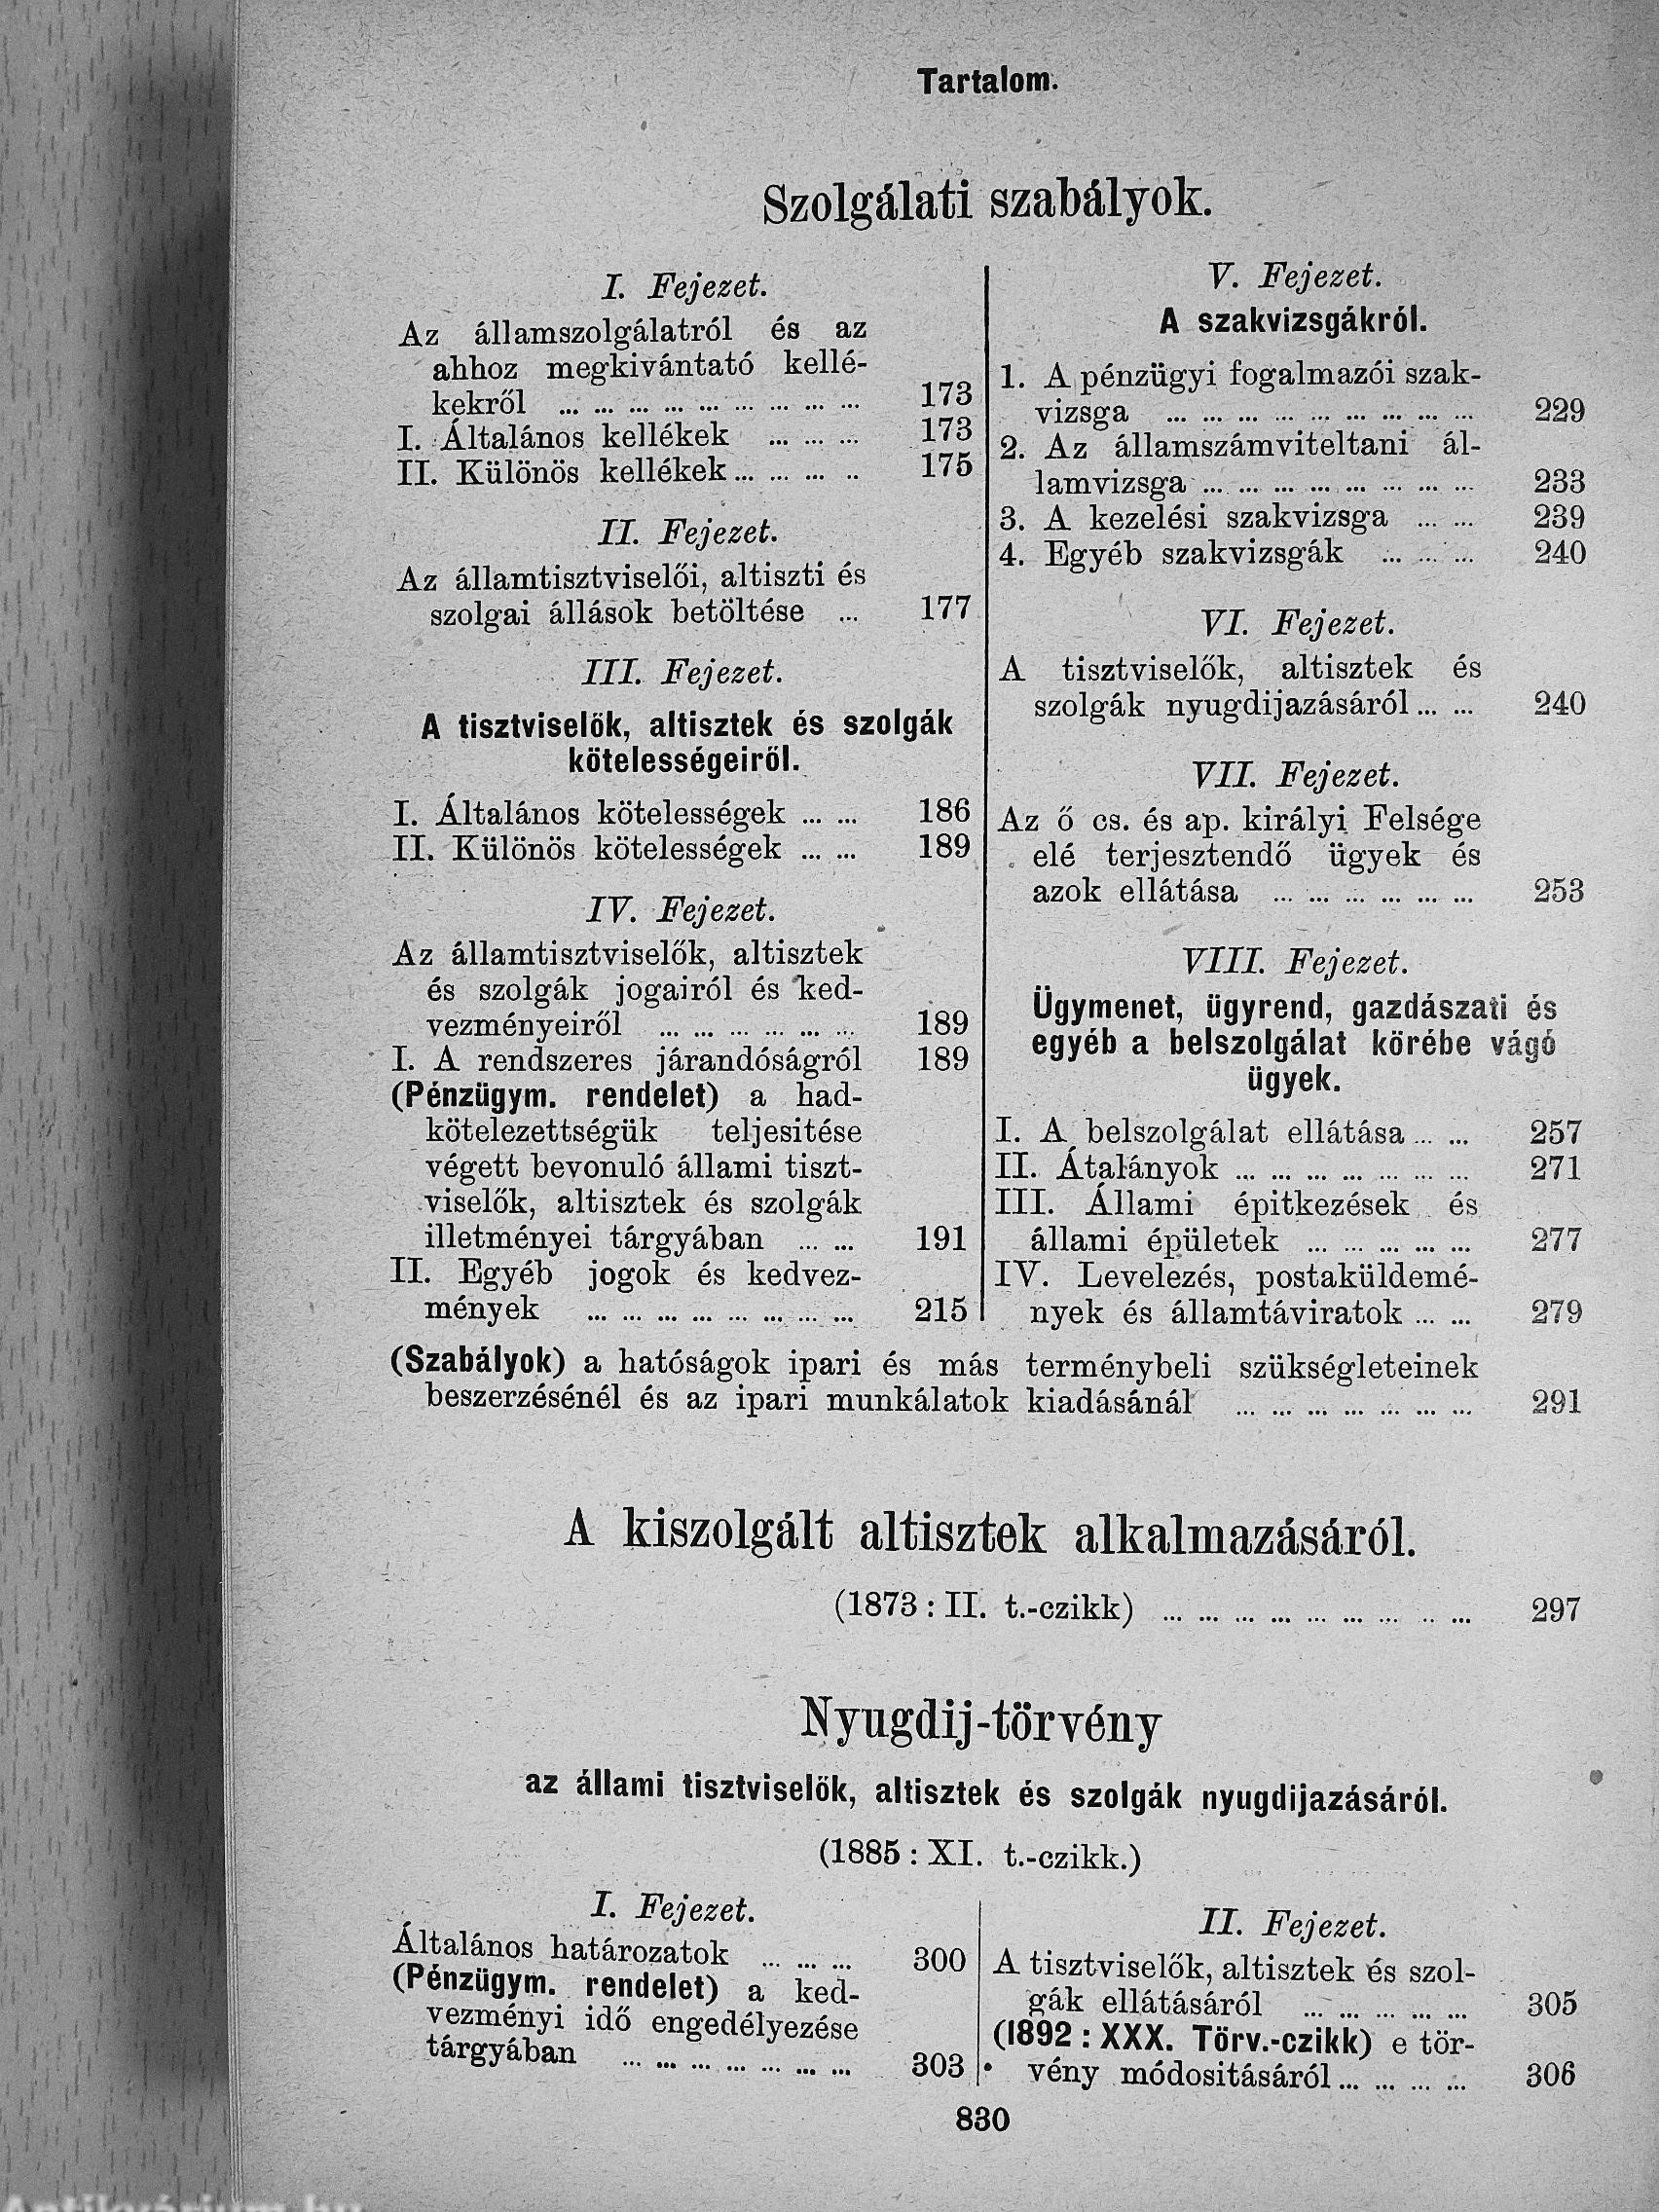 Tartalom.
Szolgálati szabályok.
I. Fejezet.
Az államszolgálatról és az
ahhoz megkivántató kellé-
kekről ... ... ... ... ... ... ... ... ... 173
I. Általános kellékek ... ... ... 173
II. Különös kellékek ... ... ... .. 175
II. Fejezet.
Az államtisztviselői, altiszti és
szolgai állások betöltése ... 177
III. Fejezet.
A tisztviselők, altisztek és szolgák
kötelességeiről.
I. Általános kötelességek ... ... 186
II. Különös kötelességek ... ... 189
IV. Fejezet.
Az államtisztviselők, altisztek
és szolgák jogairól és ked-
vezményeiről ... ... ... ... ... ... 189
I. A rendszeres járandóságról 189
(Pénzügym. rendelet) a had-
kötelezettségük teljesitése
végett bevonuló állami tiszt-
viselők, altisztek és szolgák
illetményei tárgyában ... ... 191
II. Egyéb jogok és kedvez-
mények ... ... ... ... ... ... ... ... 215
V. Fejezet.
A szakvizsgákról.
1. A pénzügyi fogalmazói szak-
vizsga ... ... ... ... ... ... ... ... ... 229
2. Az államszámviteltani ál-
lamvizsga ... ... ... ... ... ... ... ... 233
3. A kezelési szakvizsga ... ... 239
4. Egyéb szakvizsgák ... ... ... 240
VI. Fejezet.
A tisztviselők, altisztek és
szolgák nyugdijazásáról ... ... 240
VII. Fejezet.
Az ő cs. és ap. királyi Felsége
elé terjesztendő ügyek és
azok ellátása ... ... ... ... ... ... 253
VIII. Fejezet.
Ügymenet, ügyrend, gazdászati és
egyéb a belszolgálat körébe vágó
ügyek.
I. A belszolgálat ellátása ... ... 257
II. Átalányok ... ... ... ... ... ... ... 271
III. Állami épitkezések és
állami épületek ... ... ... ... ... 277
IV. Levelezés, postaküldemé-
nyek és államtáviratok ... ... 279
(Szabályok) a hatóságok ipari és más terménybeli szükségleteinek
beszerzésénél és az ipari munkálatok kiadásánál ... ... ... ... ... ... ... 291
A kiszolgált altisztek alkalmazásáról.
(1873 : II. t.-czikk) ... ... ... ... ... ... ... .. ... 297
Nyugdij-törvény
az állami tisztviselők, altisztek és szolgák nyugdijazásáról.
(1885 : XI. t.-czikk.)
I. Fejezet.
Általános határozatok ... ... ... 300
(Pénzügym. rendelet) a ked-
vezményi idő engedélyezése
tárgyában ... ... ... ... ... ... ... 303
II. Fejezet.
A tisztviselők, altisztek és szol-
gák ellátásáról ... ... ... ... ... 305
(1892 : XXX. Törv.-czikk) e tör-
vény módositásáról ... ... ... ... 306
830